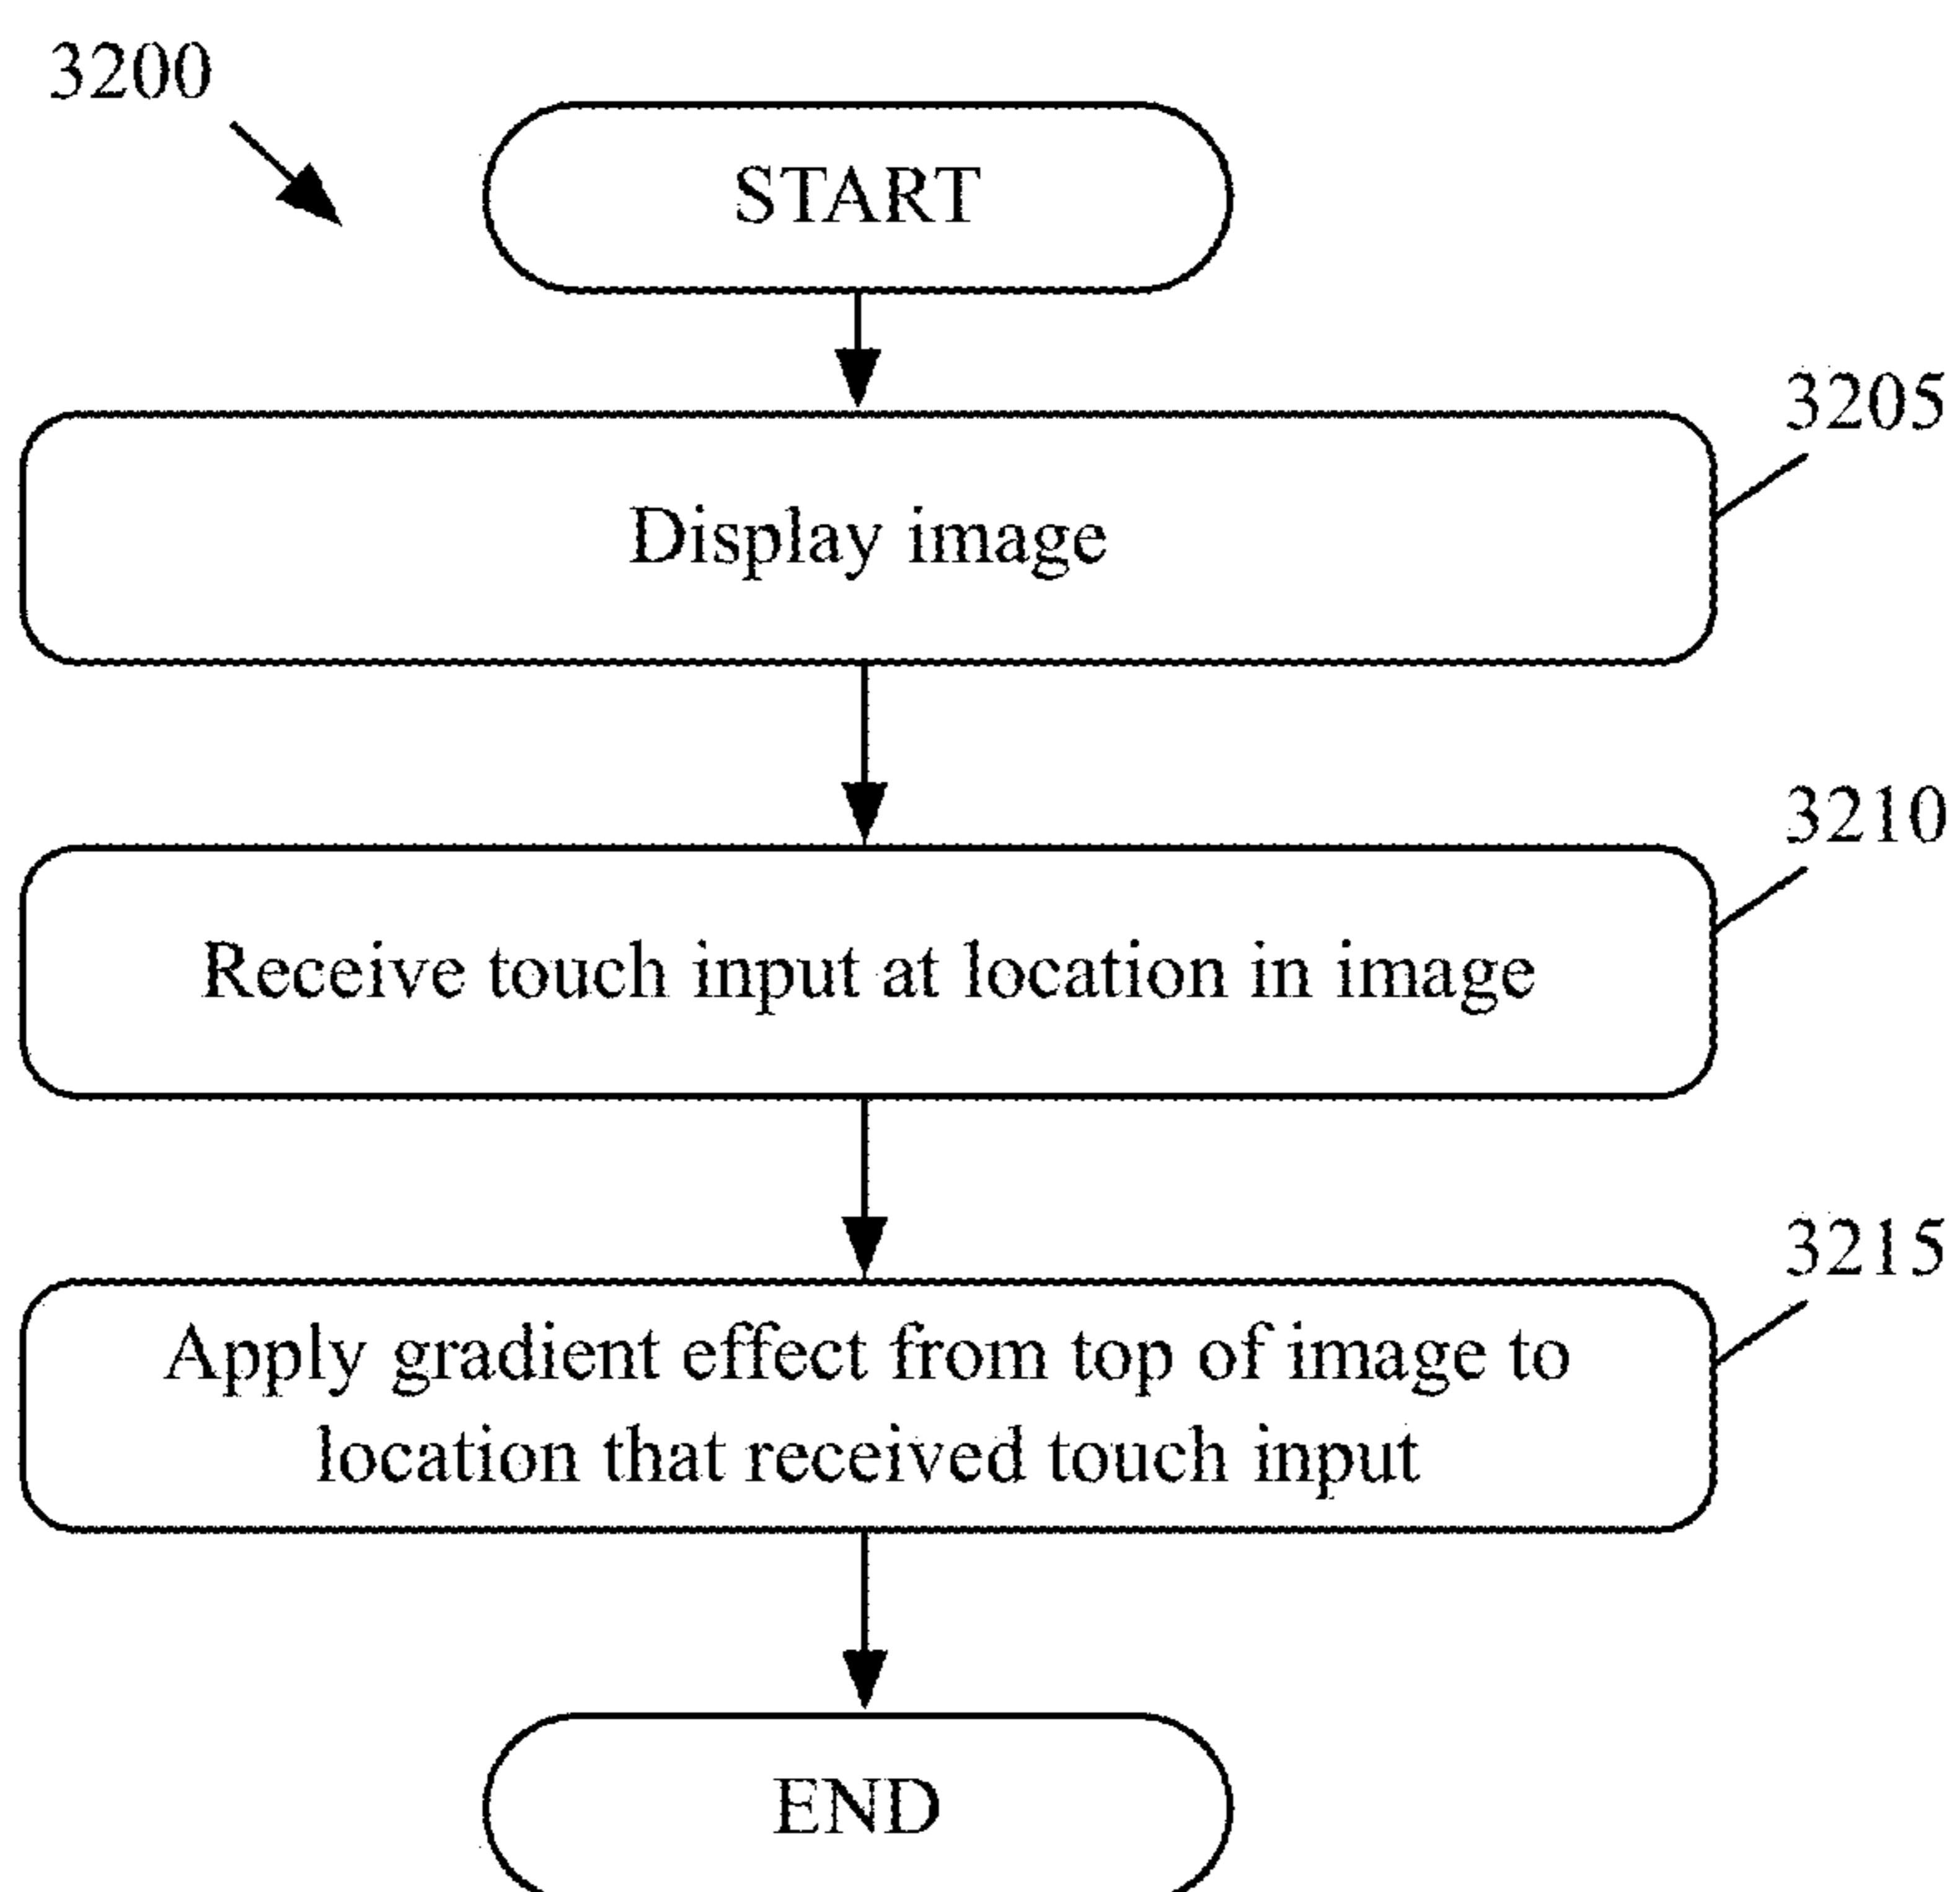 3200
START
3205
Display image
3210
Receive touch input at location in image
3215
Apply gradient effect from top of image to
location that received touch input
END